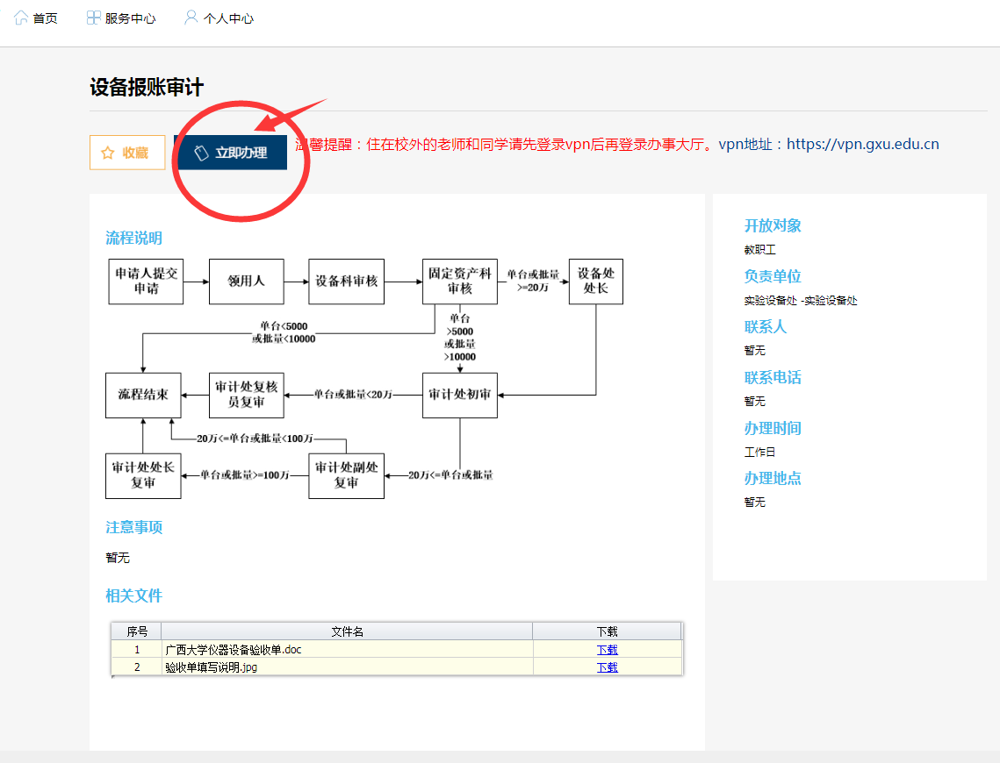 首页 服务中心 个人中心
设备报账审计
收藏
立即办理
温馨提醒：住在校外的老师和同学请先登录vpn后再登录办事大厅。vpn地址：https://vpn.gxu.edu.cn
流程说明
申请人提交
申请
领用人
设备科审核
固定资产科
审核
单台或批量
>=20万
设备处
处长
单台<5000
或批量<10000
单台
>5000
或批量
>10000
流程结束
审计处复核
员复审
单台或批量<20万
审计处初审
20万<=单台或批量<100万
审计处处长
复审
单台或批量>=100万
审计处副处
复审
20万<=单台或批量
注意事项
暂无
相关文件
序号 文件名 下载
1 广西大学仪器设备验收单.doc 下载
2 验收单填写说明.jpg 下载
开放对象
教职工
负责单位
实验设备处 -实验设备处
联系人
暂无
联系电话
暂无
办理时间
工作日
办理地点
暂无